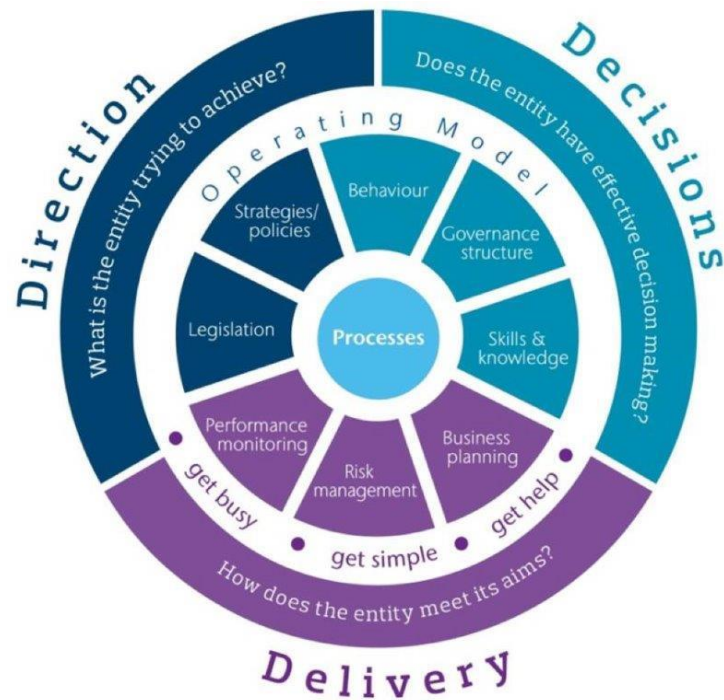 Direction
What is the entity trying to achieve?
Decisions
Does the entity have effective decision making?
Operating Model
Strategies/
policies
Behaviour
Governance
structure
Legislation
Processes
Skills &
knowledge
Performance
monitoring
Risk
management
Business
planning
get busy
get simple
get help
How does the entity meet its aims?
Delivery